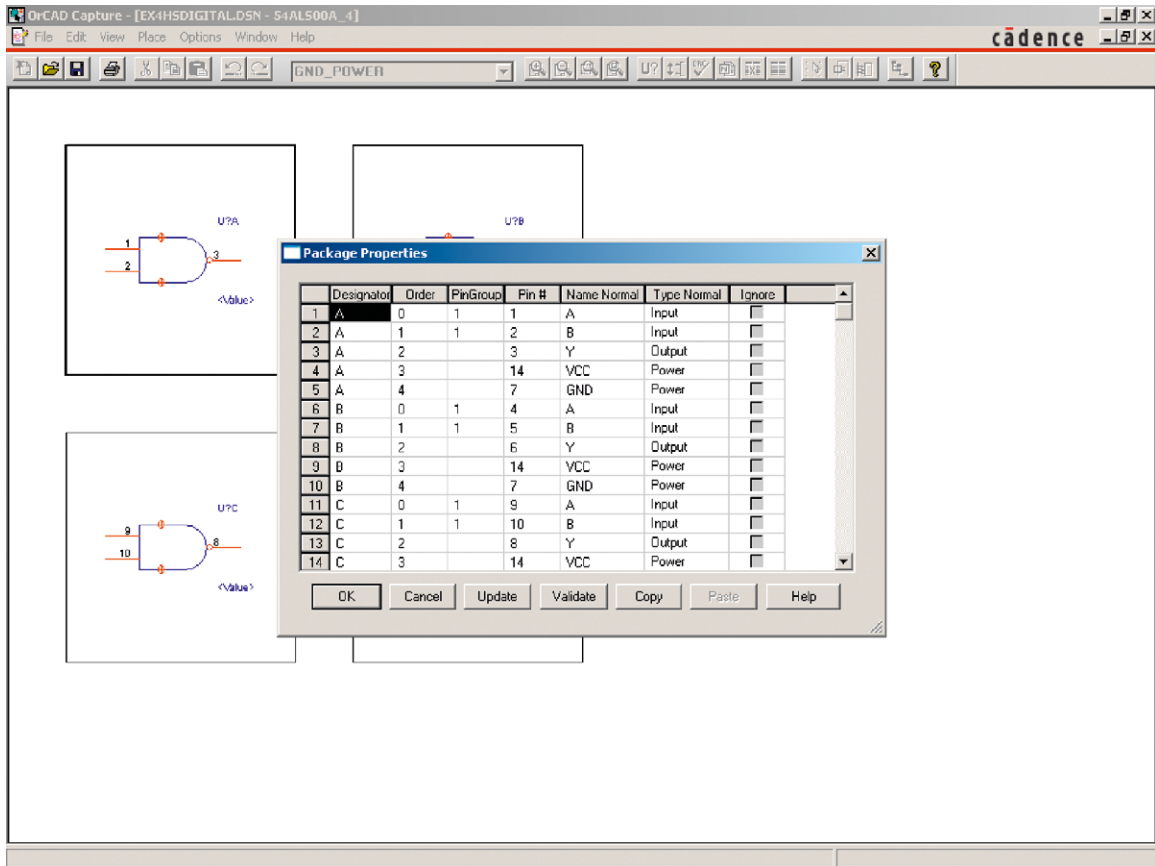 OrCAD Capture - [EX4HSDIGITAL.DSN - 54ALS00A_4]
File Edit View Place Options Window Help
cādence
GND_POWER
U?
U?A
1
2
3
<Value>
U?B
Package Properties
Designator Order PinGroup Pin # Name Normal Type Normal Ignore
1 A 0 1 1 A Input
2 A 1 1 2 B Input
3 A 2 3 Y Output
4 A 3 14 VCC Power
5 A 4 7 GND Power
6 B 0 1 4 A Input
7 B 1 1 5 B Input
8 B 2 6 Y Output
9 B 3 14 VCC Power
10 B 4 7 GND Power
11 C 0 1 9 A Input
12 C 1 1 10 B Input
13 C 2 8 Y Output
14 C 3 14 VCC Power
OK Cancel Update Validate Copy Paste Help
U?C
9
10
8
<Value>